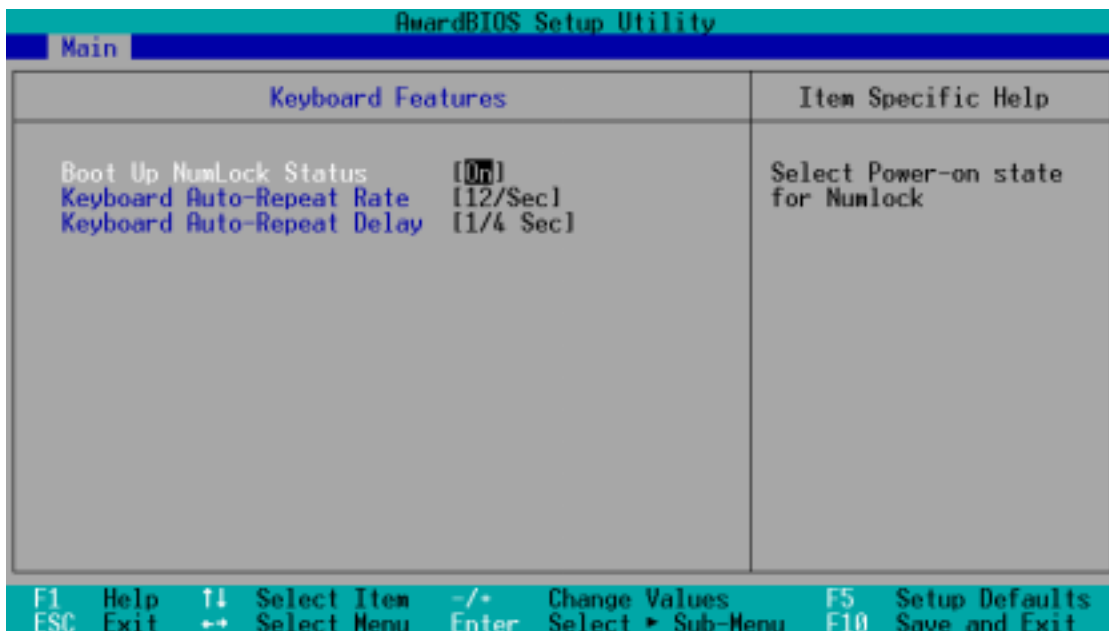 AwardBIOS Setup Utility
Main
Keyboard Features
Item Specific Help
Boot Up NumLock Status [On]
Keyboard Auto-Repeat Rate [12/Sec]
Keyboard Auto-Repeat Delay [1/4 Sec]
Select Power-on state
for Numlock
F1 Help ↑↓ Select Item -/+ Change Values F5 Setup Defaults
ESC Exit ←→ Select Menu Enter Select ► Sub-Menu F10 Save and Exit